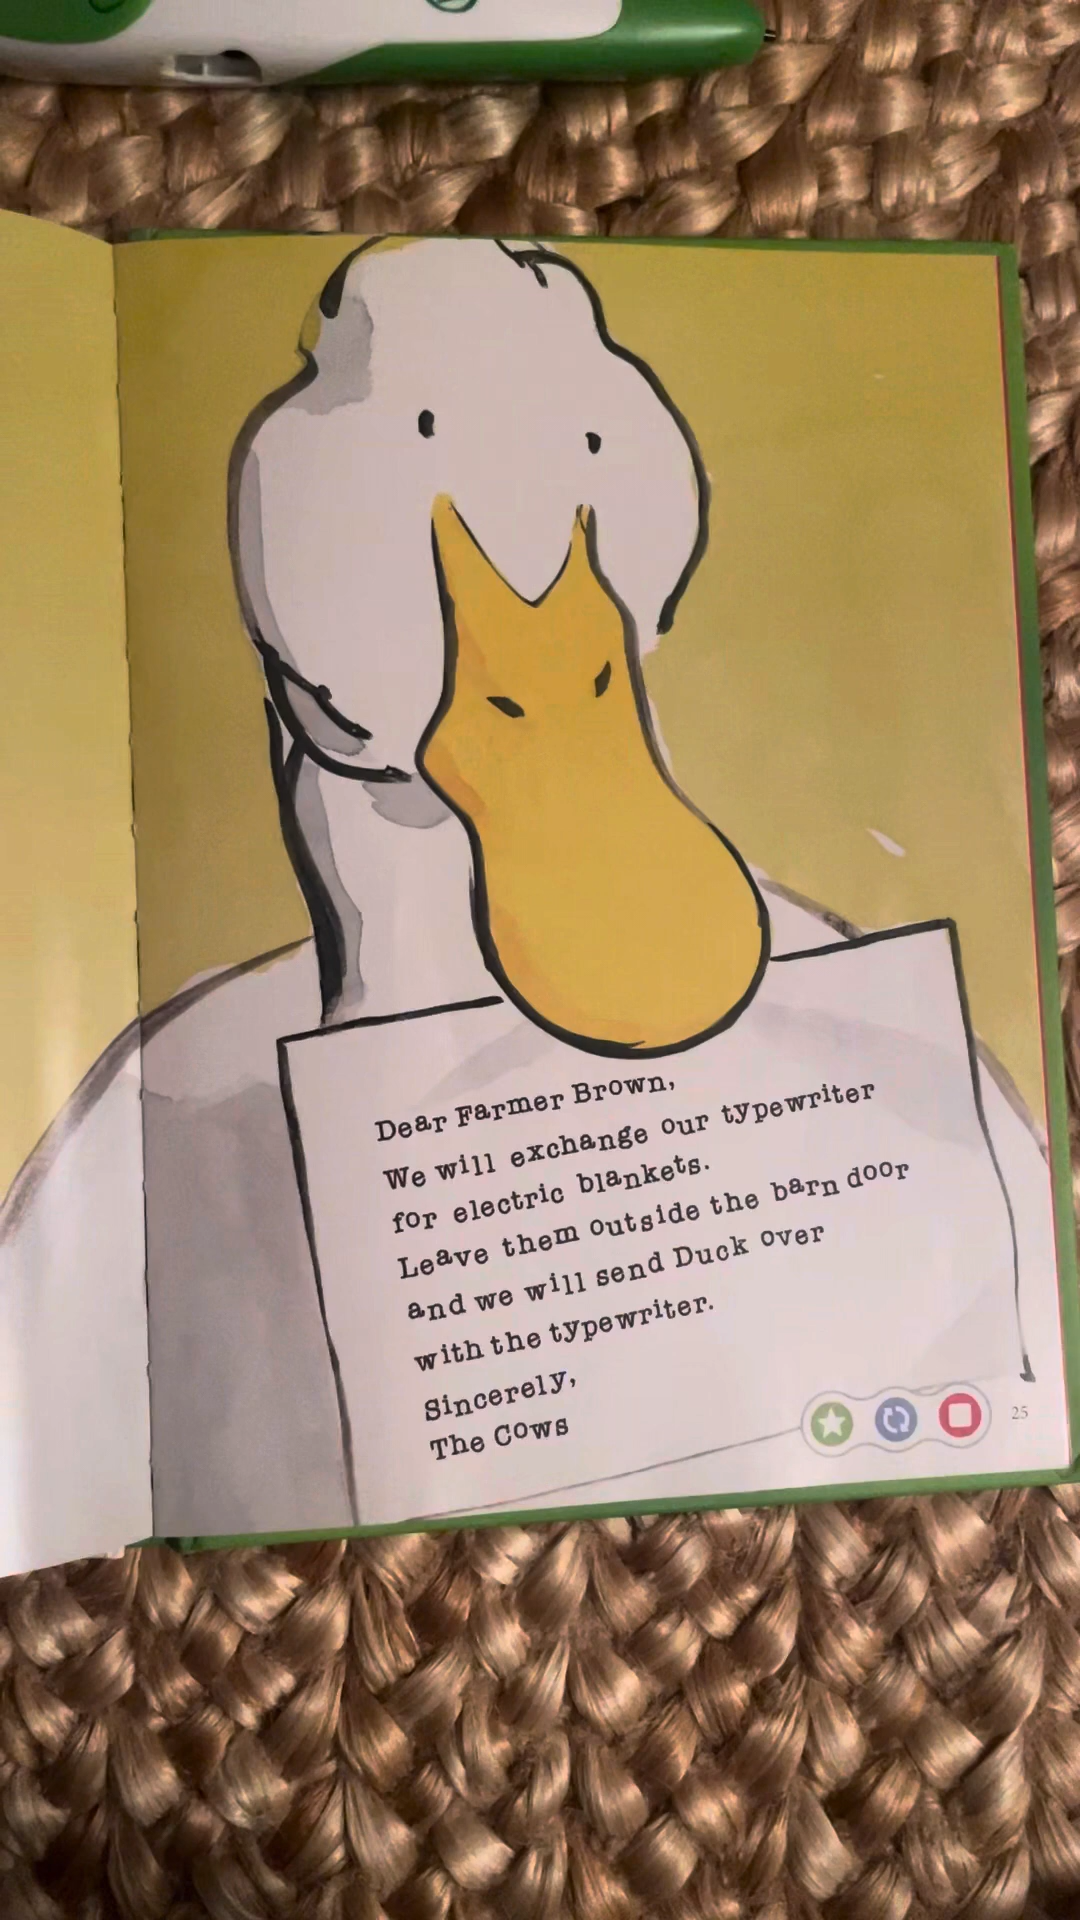 Dear Farmer Brown,
We will exchange our typewriter
for electric blankets.
Leave them outside the barn door
and we will send Duck over
with the typewriter.
Sincerely,
The Cows
25